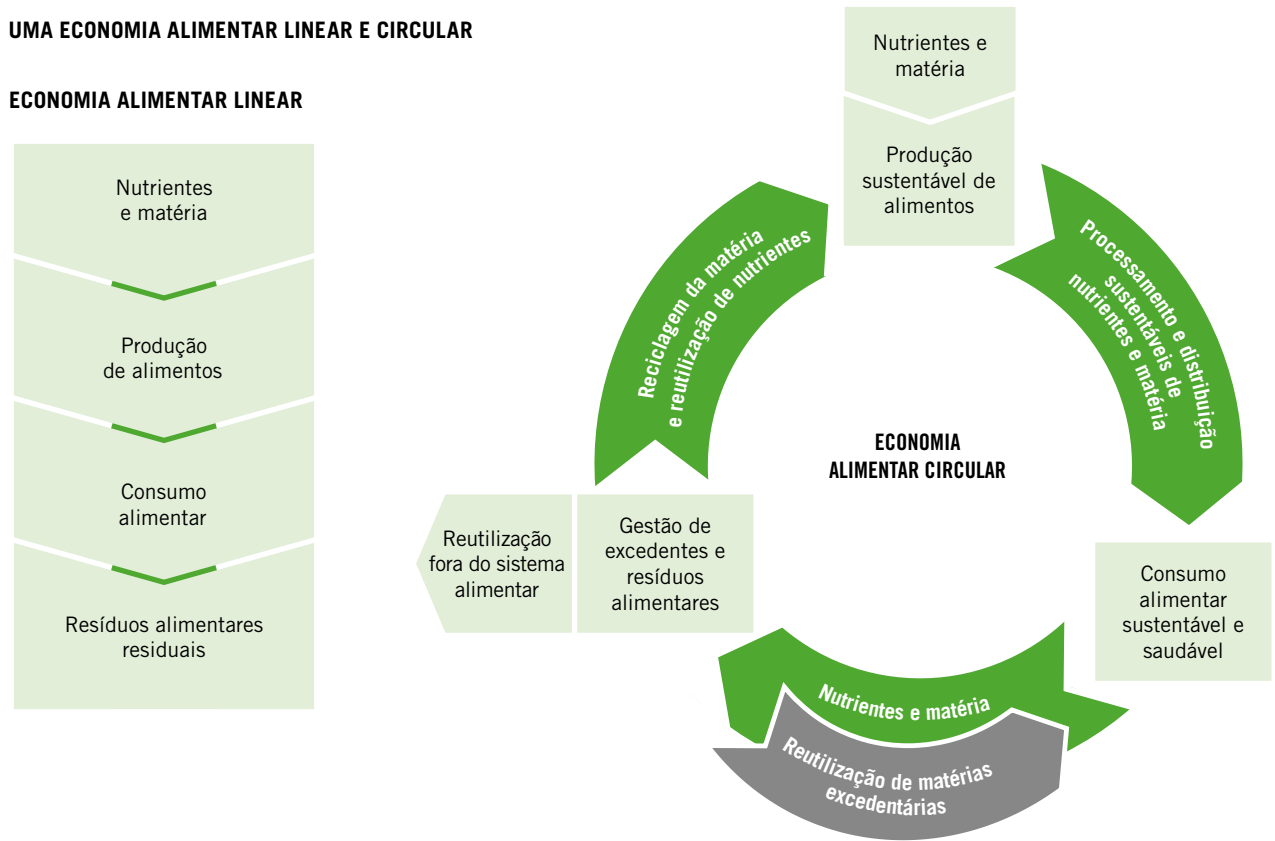 UMA ECONOMIA ALIMENTAR LINEAR E CIRCULAR
ECONOMIA ALIMENTAR LINEAR
Nutrientes
e matéria
Produção
de alimentos
Consumo
alimentar
Resíduos alimentares
residuais
Nutrientes e
matéria
Produção
sustentável de
alimentos
Processamento e distribuição
sustentáveis de
nutrientes e matéria
Consumo
alimentar
sustentável e
saudável
Nutrientes e matéria
Reutilização de matérias
excedentárias
Gestão de
excedentes e
resíduos
alimentares
Reutilização
fora do sistema
alimentar
Reciclagem da matéria
e reutilização de nutrientes
ECONOMIA
ALIMENTAR CIRCULAR